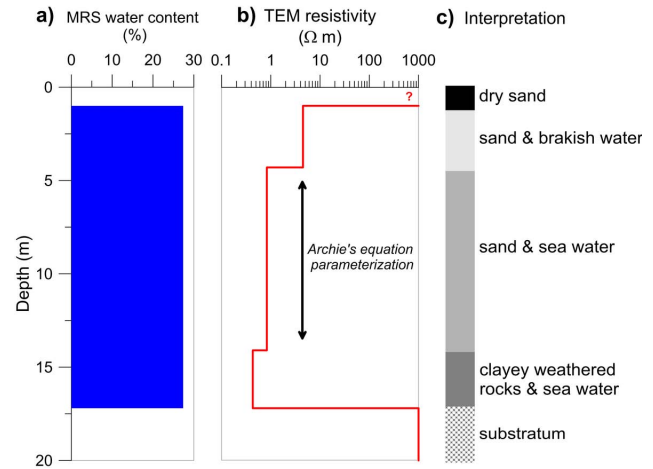 a) MRS water content
(%)
0 10 20 30
b) TEM resistivity
(Ω m)
0.1 1 10 100 1000
c) Interpretation
Depth (m)
0
5
10
15
20
?
Archie's equation
parameterization
dry sand
sand & brakish water
sand & sea water
clayey weathered
rocks & sea water
substratum